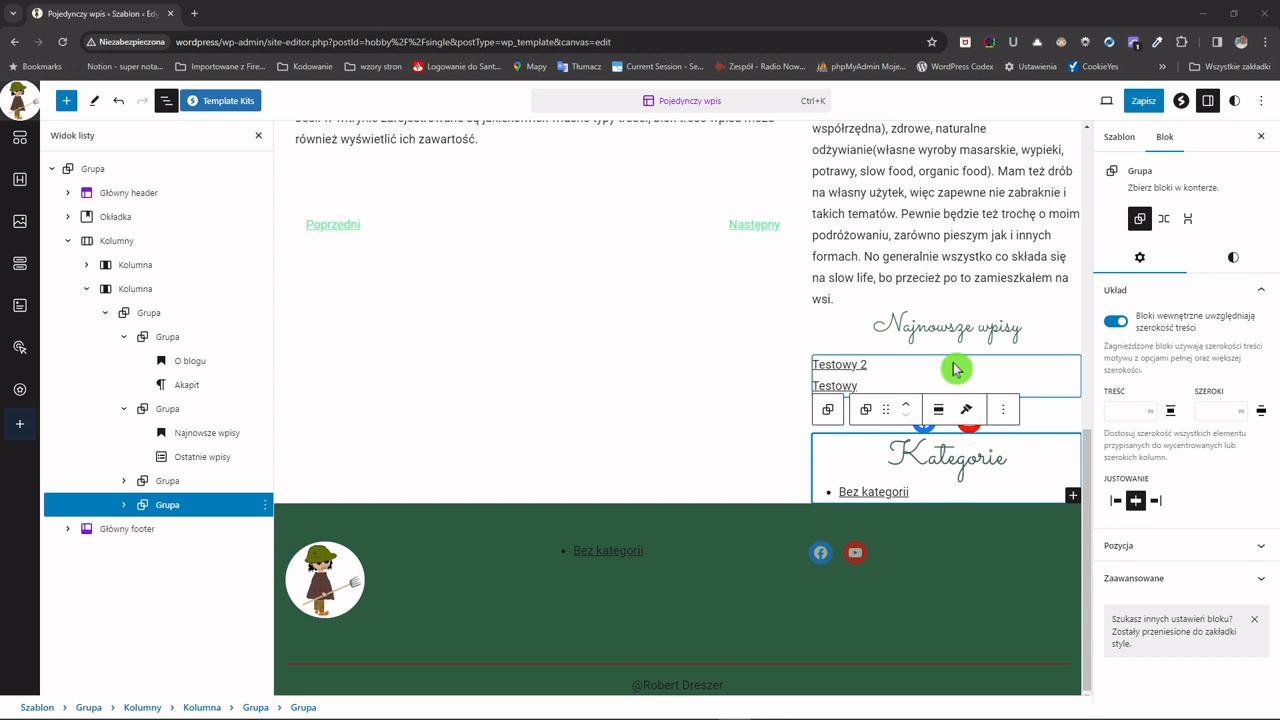 Pojedynczy wpis ‹ Szablon ‹ Edy
Niezabezpieczona
wordpress/wp-admin/site-editor.php?postId=hobby%2F%2Fsingle&postType=wp_template&canvas=edit
Bookmarks
Notion - super nota...
Importowane z Fire...
Kodowanie
wzory stron
Logowanie do Sant...
Mapy
Tłumacz
Current Session - Se...
Zespół - Radio Now...
phpMyAdmin Moje...
WordPress Codex
Ustawienia
CookieYes
Wszystkie zakładki
Template Kits
Pojedynczy wpis
Ctrl+K
Zapisz
Widok listy
Grupa
Główny header
Okładka
Kolumny
Kolumna
Kolumna
Grupa
Grupa
O blogu
Akapit
Grupa
Najnowsze wpisy
Ostatnie wpisy
Grupa
Grupa
Główny footer
również wyświetlić ich zawartość.
Poprzedni
Następny
współrzędna), zdrowe, naturalne
odżywianie(własne wyroby masarskie, wypieki,
potrawy, slow food, organic food). Mam też drób
na własny użytek, więc zapewne nie zabraknie i
takich tematów. Pewnie będzie też trochę o moim
podróżowaniu, zarówno pieszym jak i innych
formach. No generalnie wszystko co składa się
na slow life, bo przecież po to zamieszkałem na
wsi.
Najnowsze wpisy
Testowy 2
Testowy
Kategorie
Bez kategorii
Bez kategorii
@Robert Dreszer
Szablon
Blok
Grupa
Zbierz bloki w kontenerze.
Układ
Bloki wewnętrzne uwzględniają
szerokość treści
Zagnieżdżone bloki używają szerokości treści
motywu z opcjami pełnej oraz większej
szerokości.
TREŚĆ
SZEROKI
PX
PX
Dostosuj szerokość wszystkich elementu
przypisanych do wycentrowanych lub
szerokich kolumn.
JUSTOWANIE
Pozycja
Zaawansowane
Szukasz innych ustawień bloku?
Zostały przeniesione do zakładki
style.
Szablon
Grupa
Kolumny
Kolumna
Grupa
Grupa